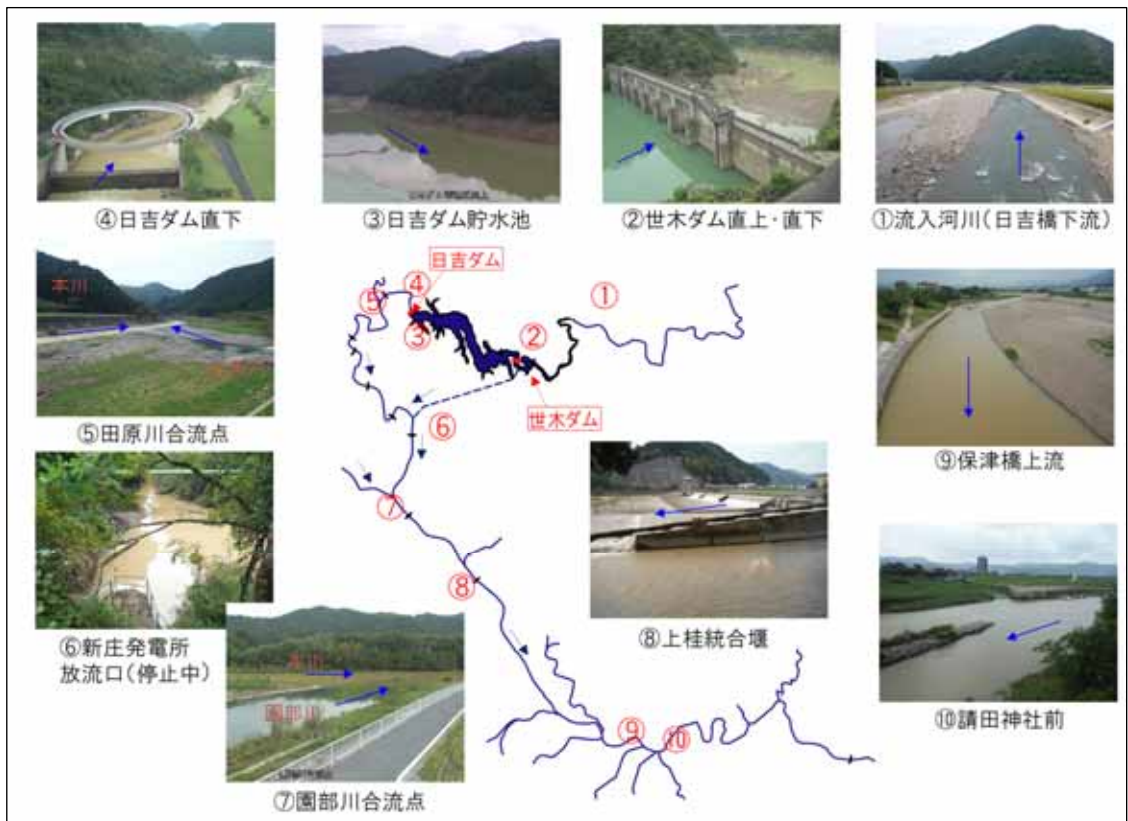 ④日吉ダム直下
③日吉ダム貯水池
②世木ダム直上・直下
①流入河川(日吉橋下流)
本川
⑤田原川合流点
日吉ダム
④
⑤
③
①
②
世木ダム
⑥
⑦
⑧
⑨
⑩
⑨保津橋上流
⑥新庄発電所
放流口(停止中)
本川
園部川
⑦園部川合流点
⑧上桂統合堰
⑩請田神社前